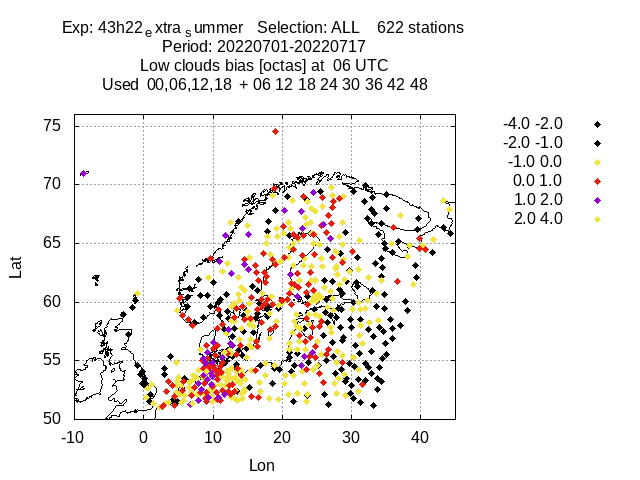 Exp: 43h22extrasummer Selection: ALL 622 stations
Period: 20220701-20220717
Low clouds bias [octas] at 06 UTC
Used 00,06,12,18 + 06 12 18 24 30 36 42 48
-4.0 -2.0
-2.0 -1.0
-1.0 0.0
0.0 1.0
1.0 2.0
2.0 4.0
75
70
65
60
55
50
Lat
-10 0 10 20 30 40
Lon